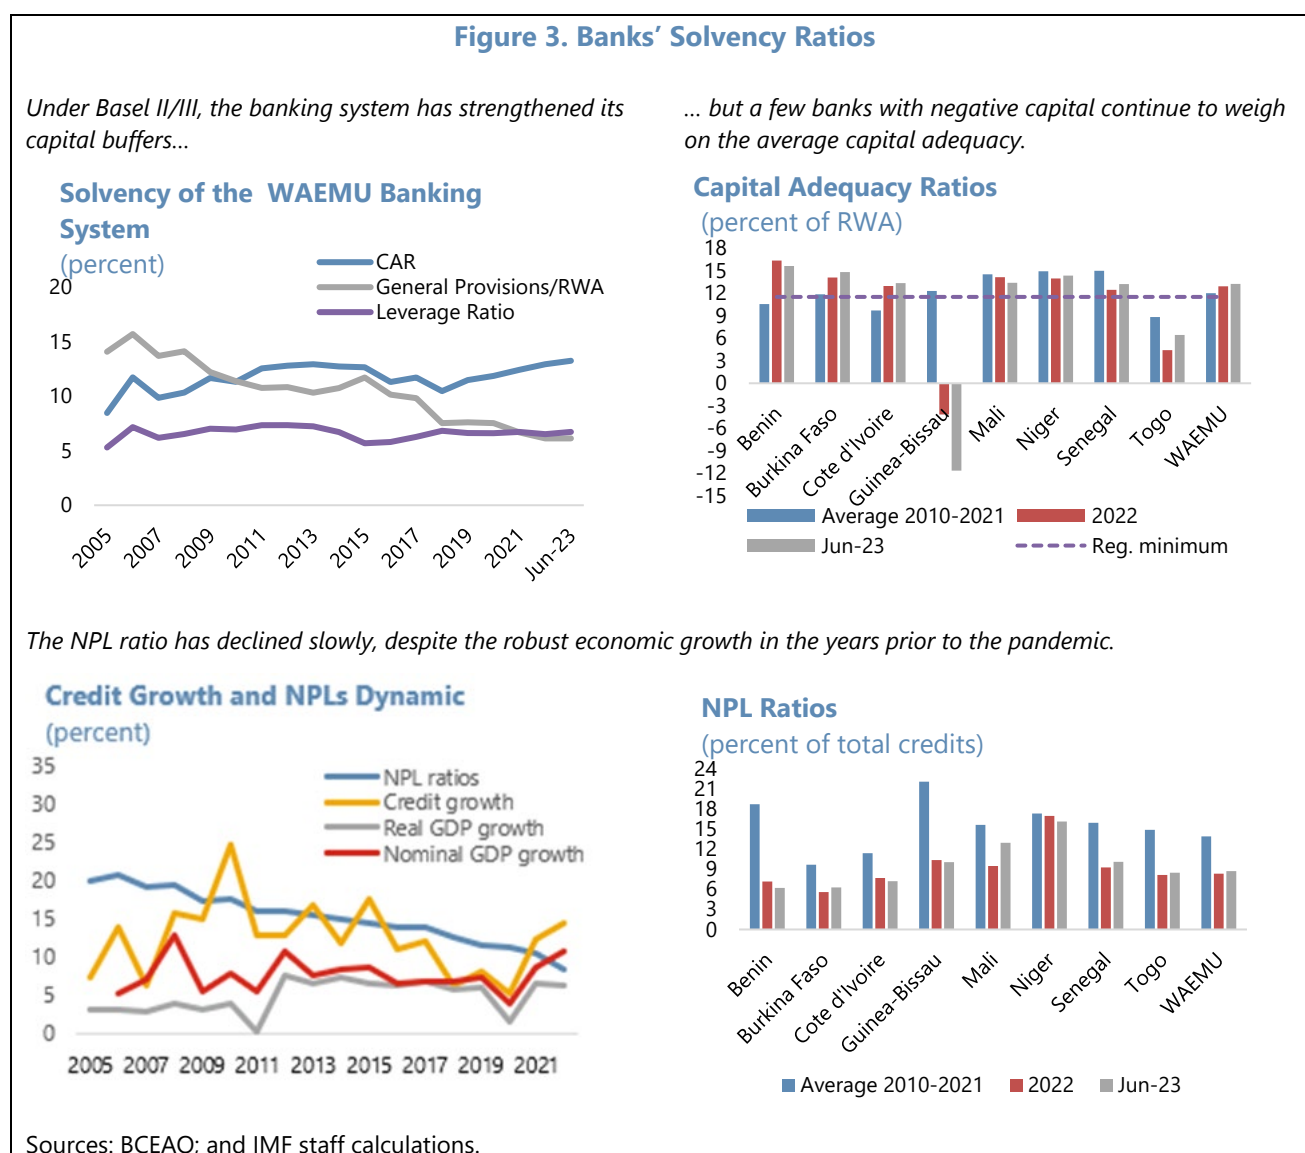 Figure 3. Banks’ Solvency Ratios
Under Basel II/III, the banking system has strengthened its
capital buffers…
… but a few banks with negative capital continue to weigh
on the average capital adequacy.
Solvency of the WAEMU Banking
System
(percent)
CAR
General Provisions/RWA
Leverage Ratio
20
15
10
5
0
2005
2007
2009
2011
2013
2015
2017
2019
2021
Jun-23
Capital Adequacy Ratios
(percent of RWA)
18
15
12
9
6
3
0
-3
-6
-9
-12
-15
Benin
Burkina Faso
Cote d'Ivoire
Guinea-Bissau
Mali
Niger
Senegal
Togo
WAEMU
Average 2010-2021
2022
Jun-23
Reg. minimum
The NPL ratio has declined slowly, despite the robust economic growth in the years prior to the pandemic.
Credit Growth and NPLs Dynamic
(percent)
35
30
25
20
15
10
5
0
NPL ratios
Credit growth
Real GDP growth
Nominal GDP growth
2005 2007 2009 2011 2013 2015 2017 2019 2021
NPL Ratios
(percent of total credits)
24
21
18
15
12
9
6
3
0
Benin
Burkina Faso
Cote d'Ivoire
Guinea-Bissau
Mali
Niger
Senegal
Togo
WAEMU
Average 2010-2021
2022
Jun-23
Sources: BCEAO; and IMF staff calculations.